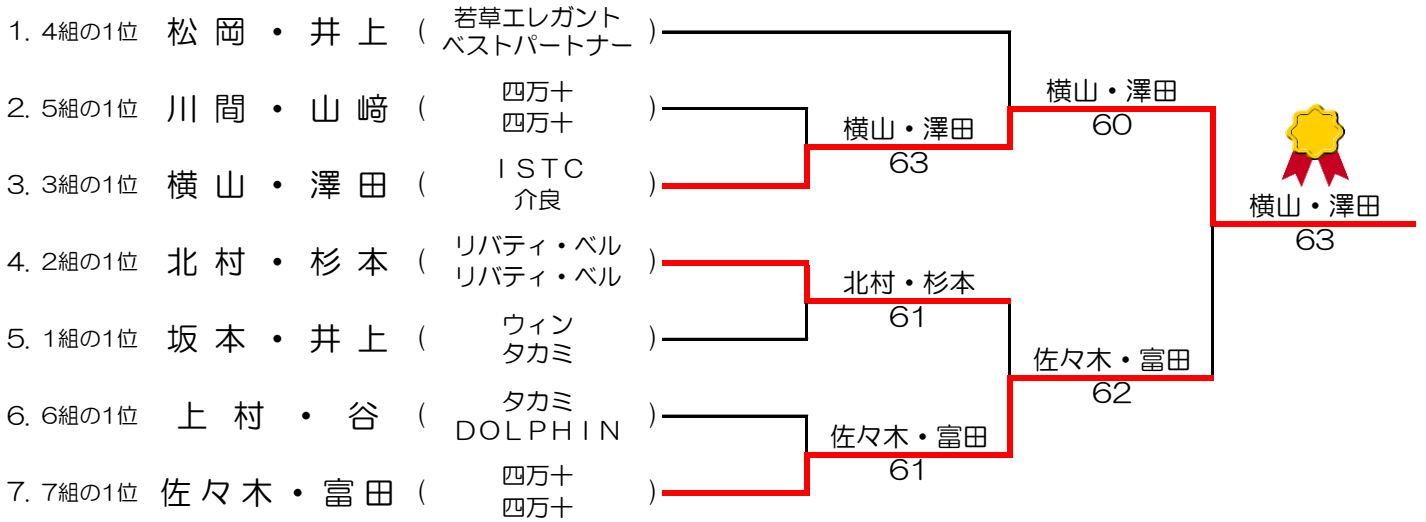 1. 4組の1位 松岡・井上 (若草エレガント
ベストパートナー)
2. 5組の1位 川間・山﨑 (四万十
四万十)
3. 3組の1位 横山・澤田 (ＩＳＴＣ
介良)
4. 2組の1位 北村・杉本 (リバティ・ベル
リバティ・ベル)
5. 1組の1位 坂本・井上 (ウィン
タカミ)
6. 6組の1位 上村・谷 (タカミ
ＤＯＬＰＨＩＮ)
7. 7組の1位 佐々木・富田 (四万十
四万十)
横山・澤田
63
北村・杉本
61
佐々木・富田
61
横山・澤田
60
佐々木・富田
62
横山・澤田
63